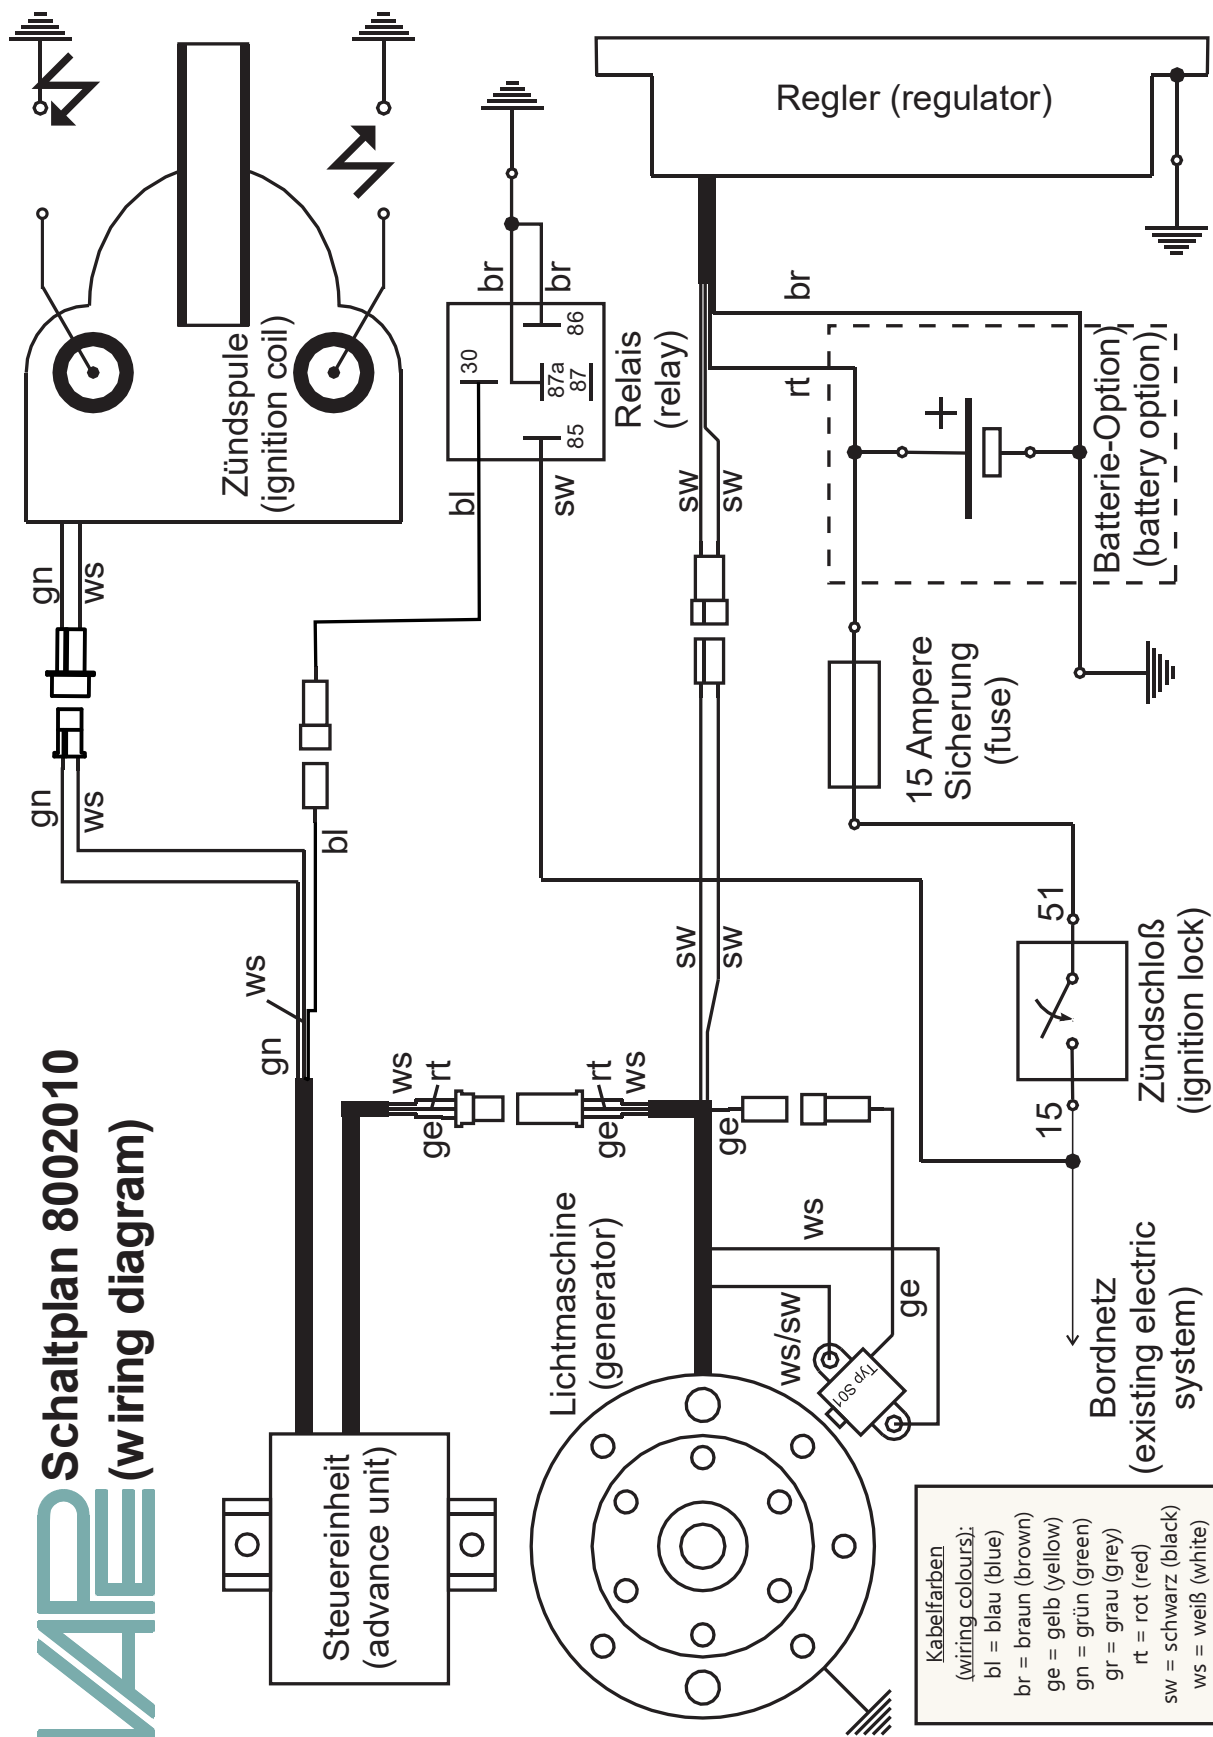 VAPE
Schaltplan 8002010
(wiring diagram)
Zündspule
(ignition coil)
gn
ws
gn
ws
gn
ws
bl
bl
br
br
30
86
87a
87
85
Relais
(relay)
sw
Regler (regulator)
br
rt
sw
sw
sw
sw
+
Batterie-Option)
(battery option)
15 Ampere
Sicherung
(fuse)
51
15
Zündschloß
(ignition lock)
Bordnetz
(existing electric
system)
Steuereinheit
(advance unit)
ws
rt
ge
rt
ws
ge
ge
Lichtmaschine
(generator)
ws
ws/sw
ge
Typ S01
Kabelfarben
(wiring colours):
bl = blau (blue)
br = braun (brown)
ge = gelb (yellow)
gn = grün (green)
gr = grau (grey)
rt = rot (red)
sw = schwarz (black)
ws = weiß (white)